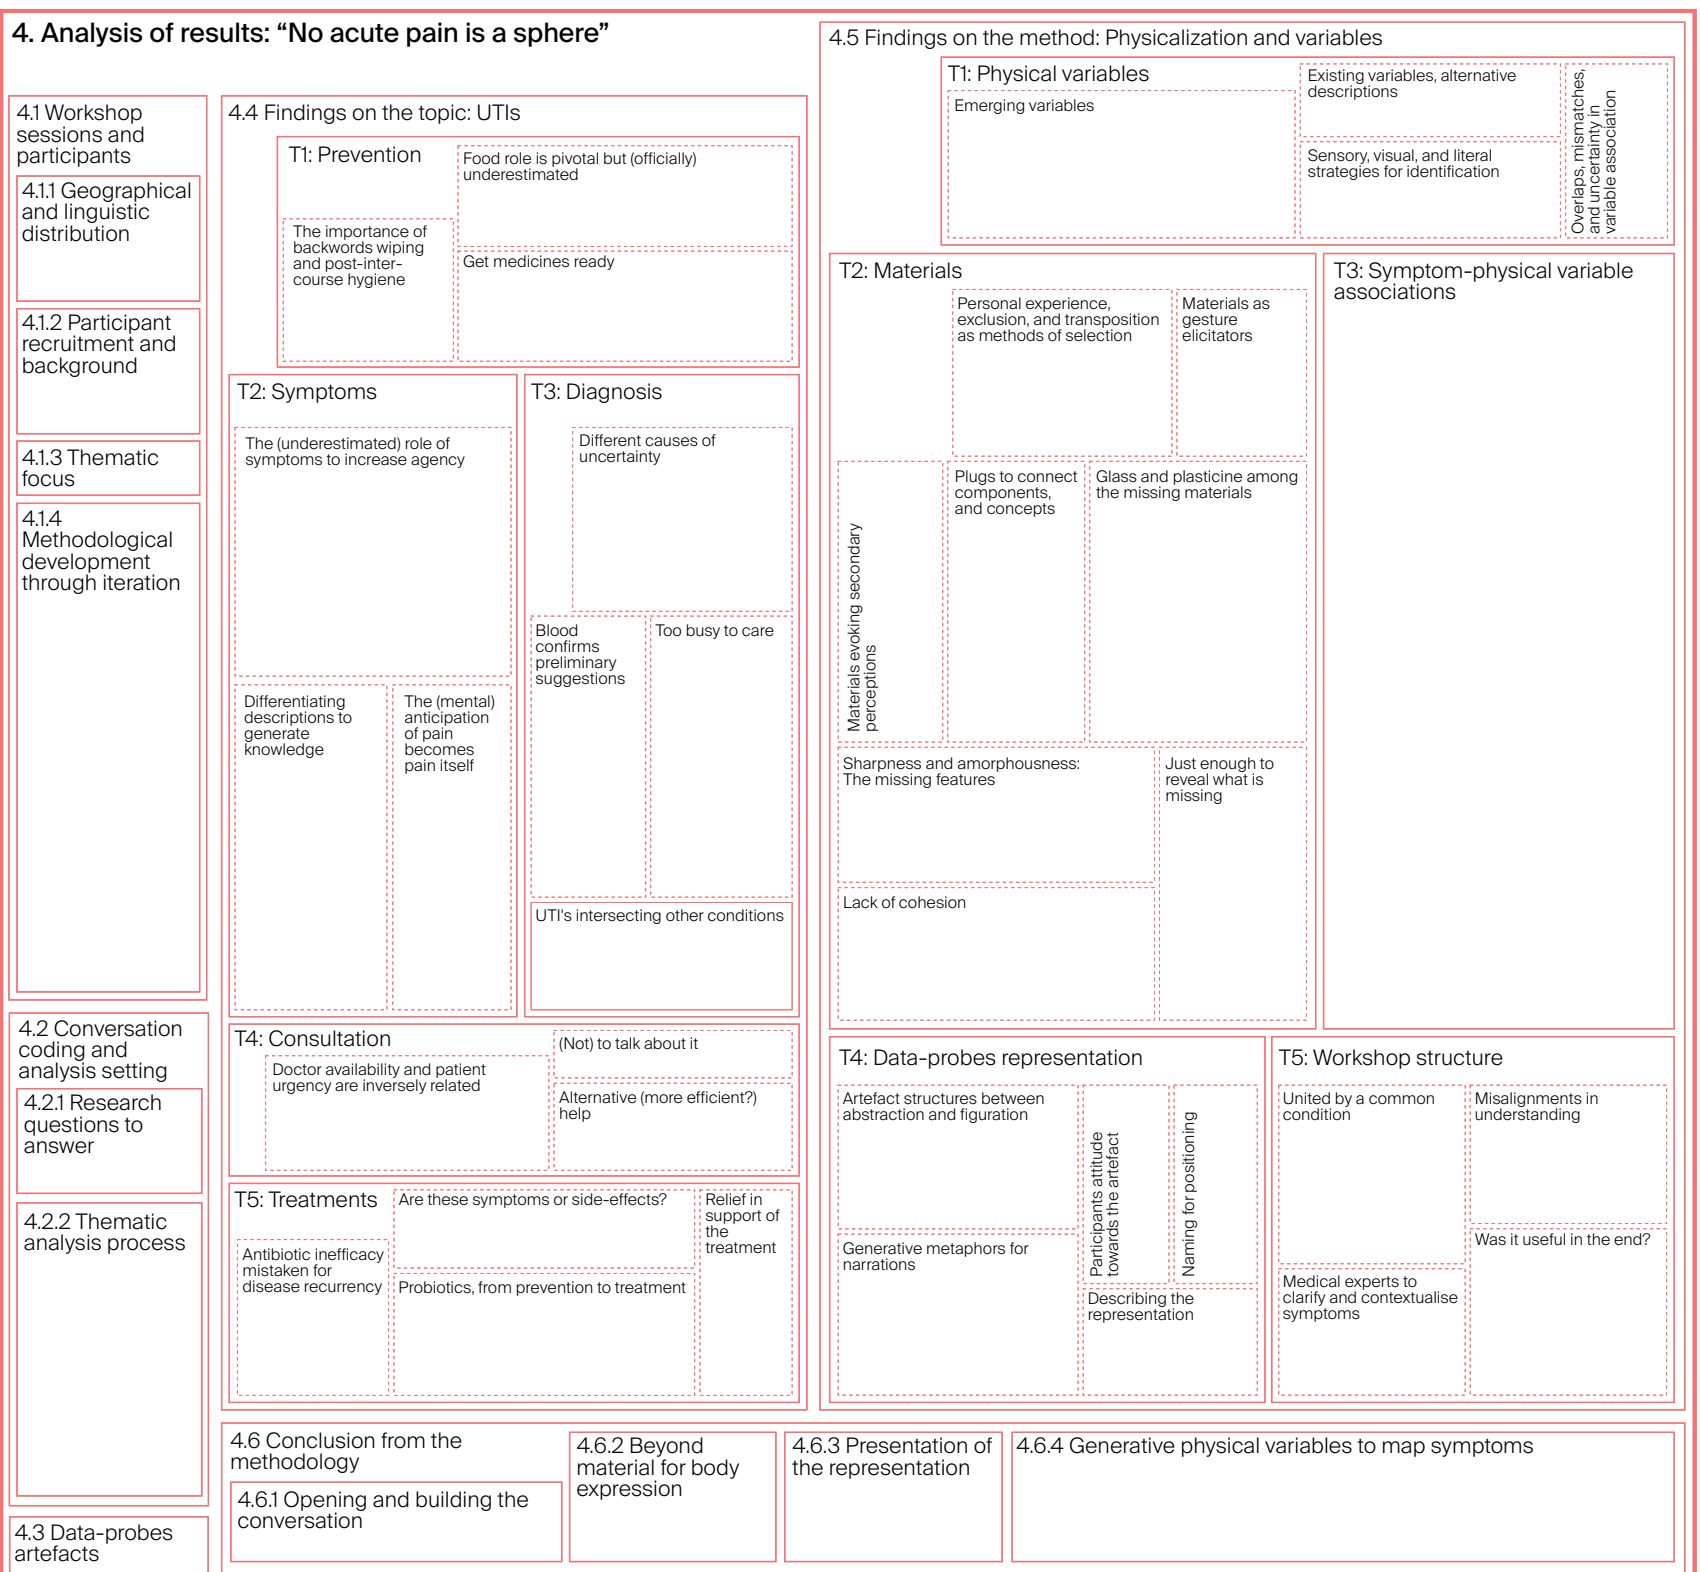 4. Analysis of results: “No acute pain is a sphere”
4.1 Workshop
sessions and
participants
4.1.1 Geographical
and linguistic
distribution
4.1.2 Participant
recruitment and
background
4.1.3 Thematic
focus
4.1.4
Methodological
development
through iteration
4.2 Conversation
coding and
analysis setting
4.2.1 Research
questions to
answer
4.2.2 Thematic
analysis process
4.3 Data-probes
artefacts
4.4 Findings on the topic: UTIs
T1: Prevention
Food role is pivotal but (officially)
underestimated
The importance of
backwords wiping
and post-inter-
course hygiene
Get medicines ready
T2: Symptoms
The (underestimated) role of
symptoms to increase agency
Differentiating
descriptions to
generate
knowledge
The (mental)
anticipation
of pain
becomes
pain itself
T3: Diagnosis
Different causes of
uncertainty
Blood
confirms
preliminary
suggestions
Too busy to care
UTI's intersecting other conditions
T4: Consultation
Doctor availability and patient
urgency are inversely related
(Not) to talk about it
Alternative (more efficient?)
help
T5: Treatments
Antibiotic inefficacy
mistaken for
disease recurrency
Are these symptoms or side-effects?
Probiotics, from prevention to treatment
Relief in
support of
the
treatment
4.5 Findings on the method: Physicalization and variables
T1: Physical variables
Emerging variables
Existing variables, alternative
descriptions
Sensory, visual, and literal
strategies for identification
Overlaps, mismatches,
and uncertainty in
variable association
T2: Materials
Personal experience,
exclusion, and transposition
as methods of selection
Materials as
gesture
elicitators
Materials evoking secondary
perceptions
Plugs to connect
components,
and concepts
Glass and plasticine among
the missing materials
Sharpness and amorphousness:
The missing features
Just enough to
reveal what is
missing
Lack of cohesion
T3: Symptom-physical variable
associations
T4: Data-probes representation
Artefact structures between
abstraction and figuration
Generative metaphors for
narrations
Participants attitude
towards the artefact
Naming for positioning
Describing the
representation
T5: Workshop structure
United by a common
condition
Misalignments in
understanding
Medical experts to
clarify and contextualise
symptoms
Was it useful in the end?
4.6 Conclusion from the
methodology
4.6.1 Opening and building the
conversation
4.6.2 Beyond
material for body
expression
4.6.3 Presentation of
the representation
4.6.4 Generative physical variables to map symptoms